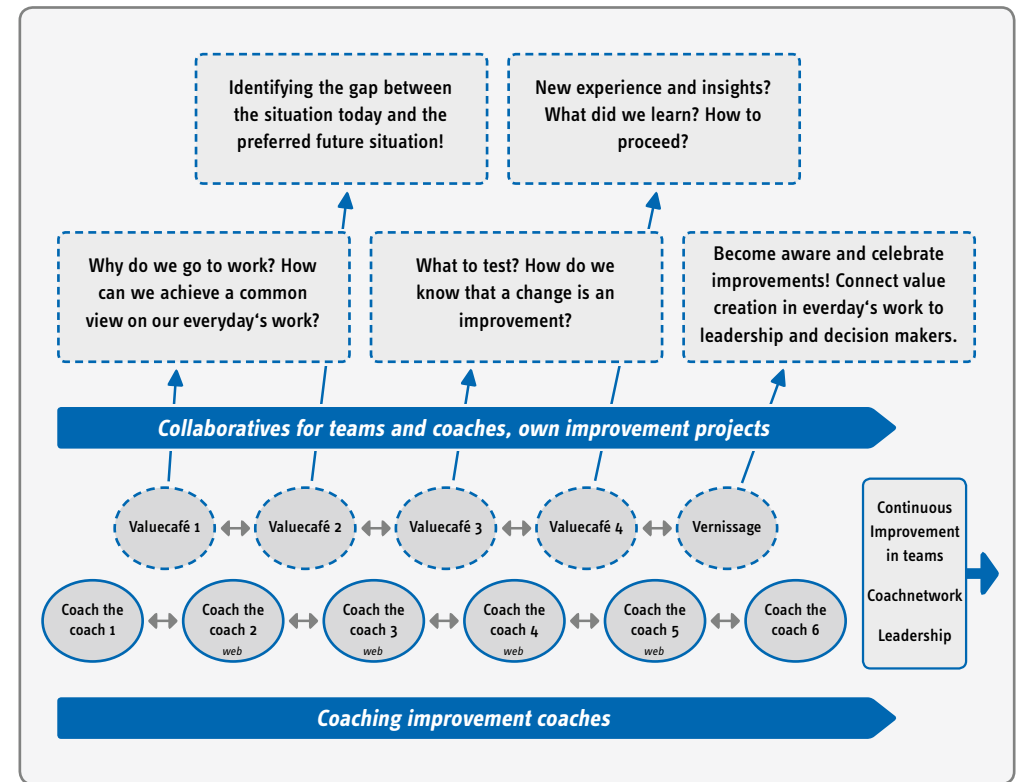 Identifying the gap between
the situation today and the
preferred future situation!
New experience and insights?
What did we learn? How to
proceed?
Why do we go to work? How
can we achieve a common
view on our everyday‘s work?
What to test? How do we
know that a change is an
improvement?
Become aware and celebrate
improvements! Connect value
creation in everday‘s work to
leadership and decision makers.
Collaboratives for teams and coaches, own improvement projects
Valuecafé 1
Valuecafé 2
Valuecafé 3
Valuecafé 4
Vernissage
Coach the
coach 1
Coach the
coach 2
web
Coach the
coach 3
web
Coach the
coach 4
web
Coach the
coach 5
web
Coach the
coach 6
Continuous
Improvement
in teams
Coachnetwork
Leadership
Coaching improvement coaches